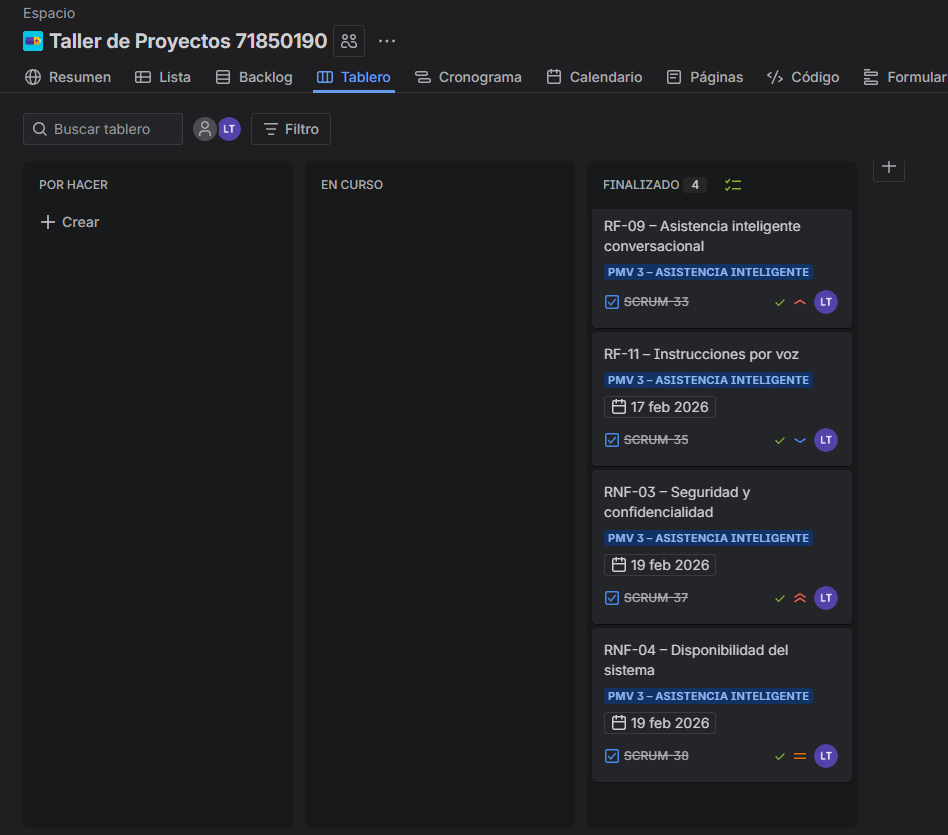 Espacio
Taller de Proyectos 71850190
Resumen Lista Backlog Tablero Cronograma Calendario Páginas Código Formular
Buscar tablero LT Filtro
POR HACER
Crear
EN CURSO
FINALIZADO 4
RF-09 – Asistencia inteligente
conversacional
PMV 3 – ASISTENCIA INTELIGENTE
SCRUM-33 LT
RF-11 – Instrucciones por voz
PMV 3 – ASISTENCIA INTELIGENTE
17 feb 2026
SCRUM-35 LT
RNF-03 – Seguridad y
confidencialidad
PMV 3 – ASISTENCIA INTELIGENTE
19 feb 2026
SCRUM-37 LT
RNF-04 – Disponibilidad del
sistema
PMV 3 – ASISTENCIA INTELIGENTE
19 feb 2026
SCRUM-38 LT